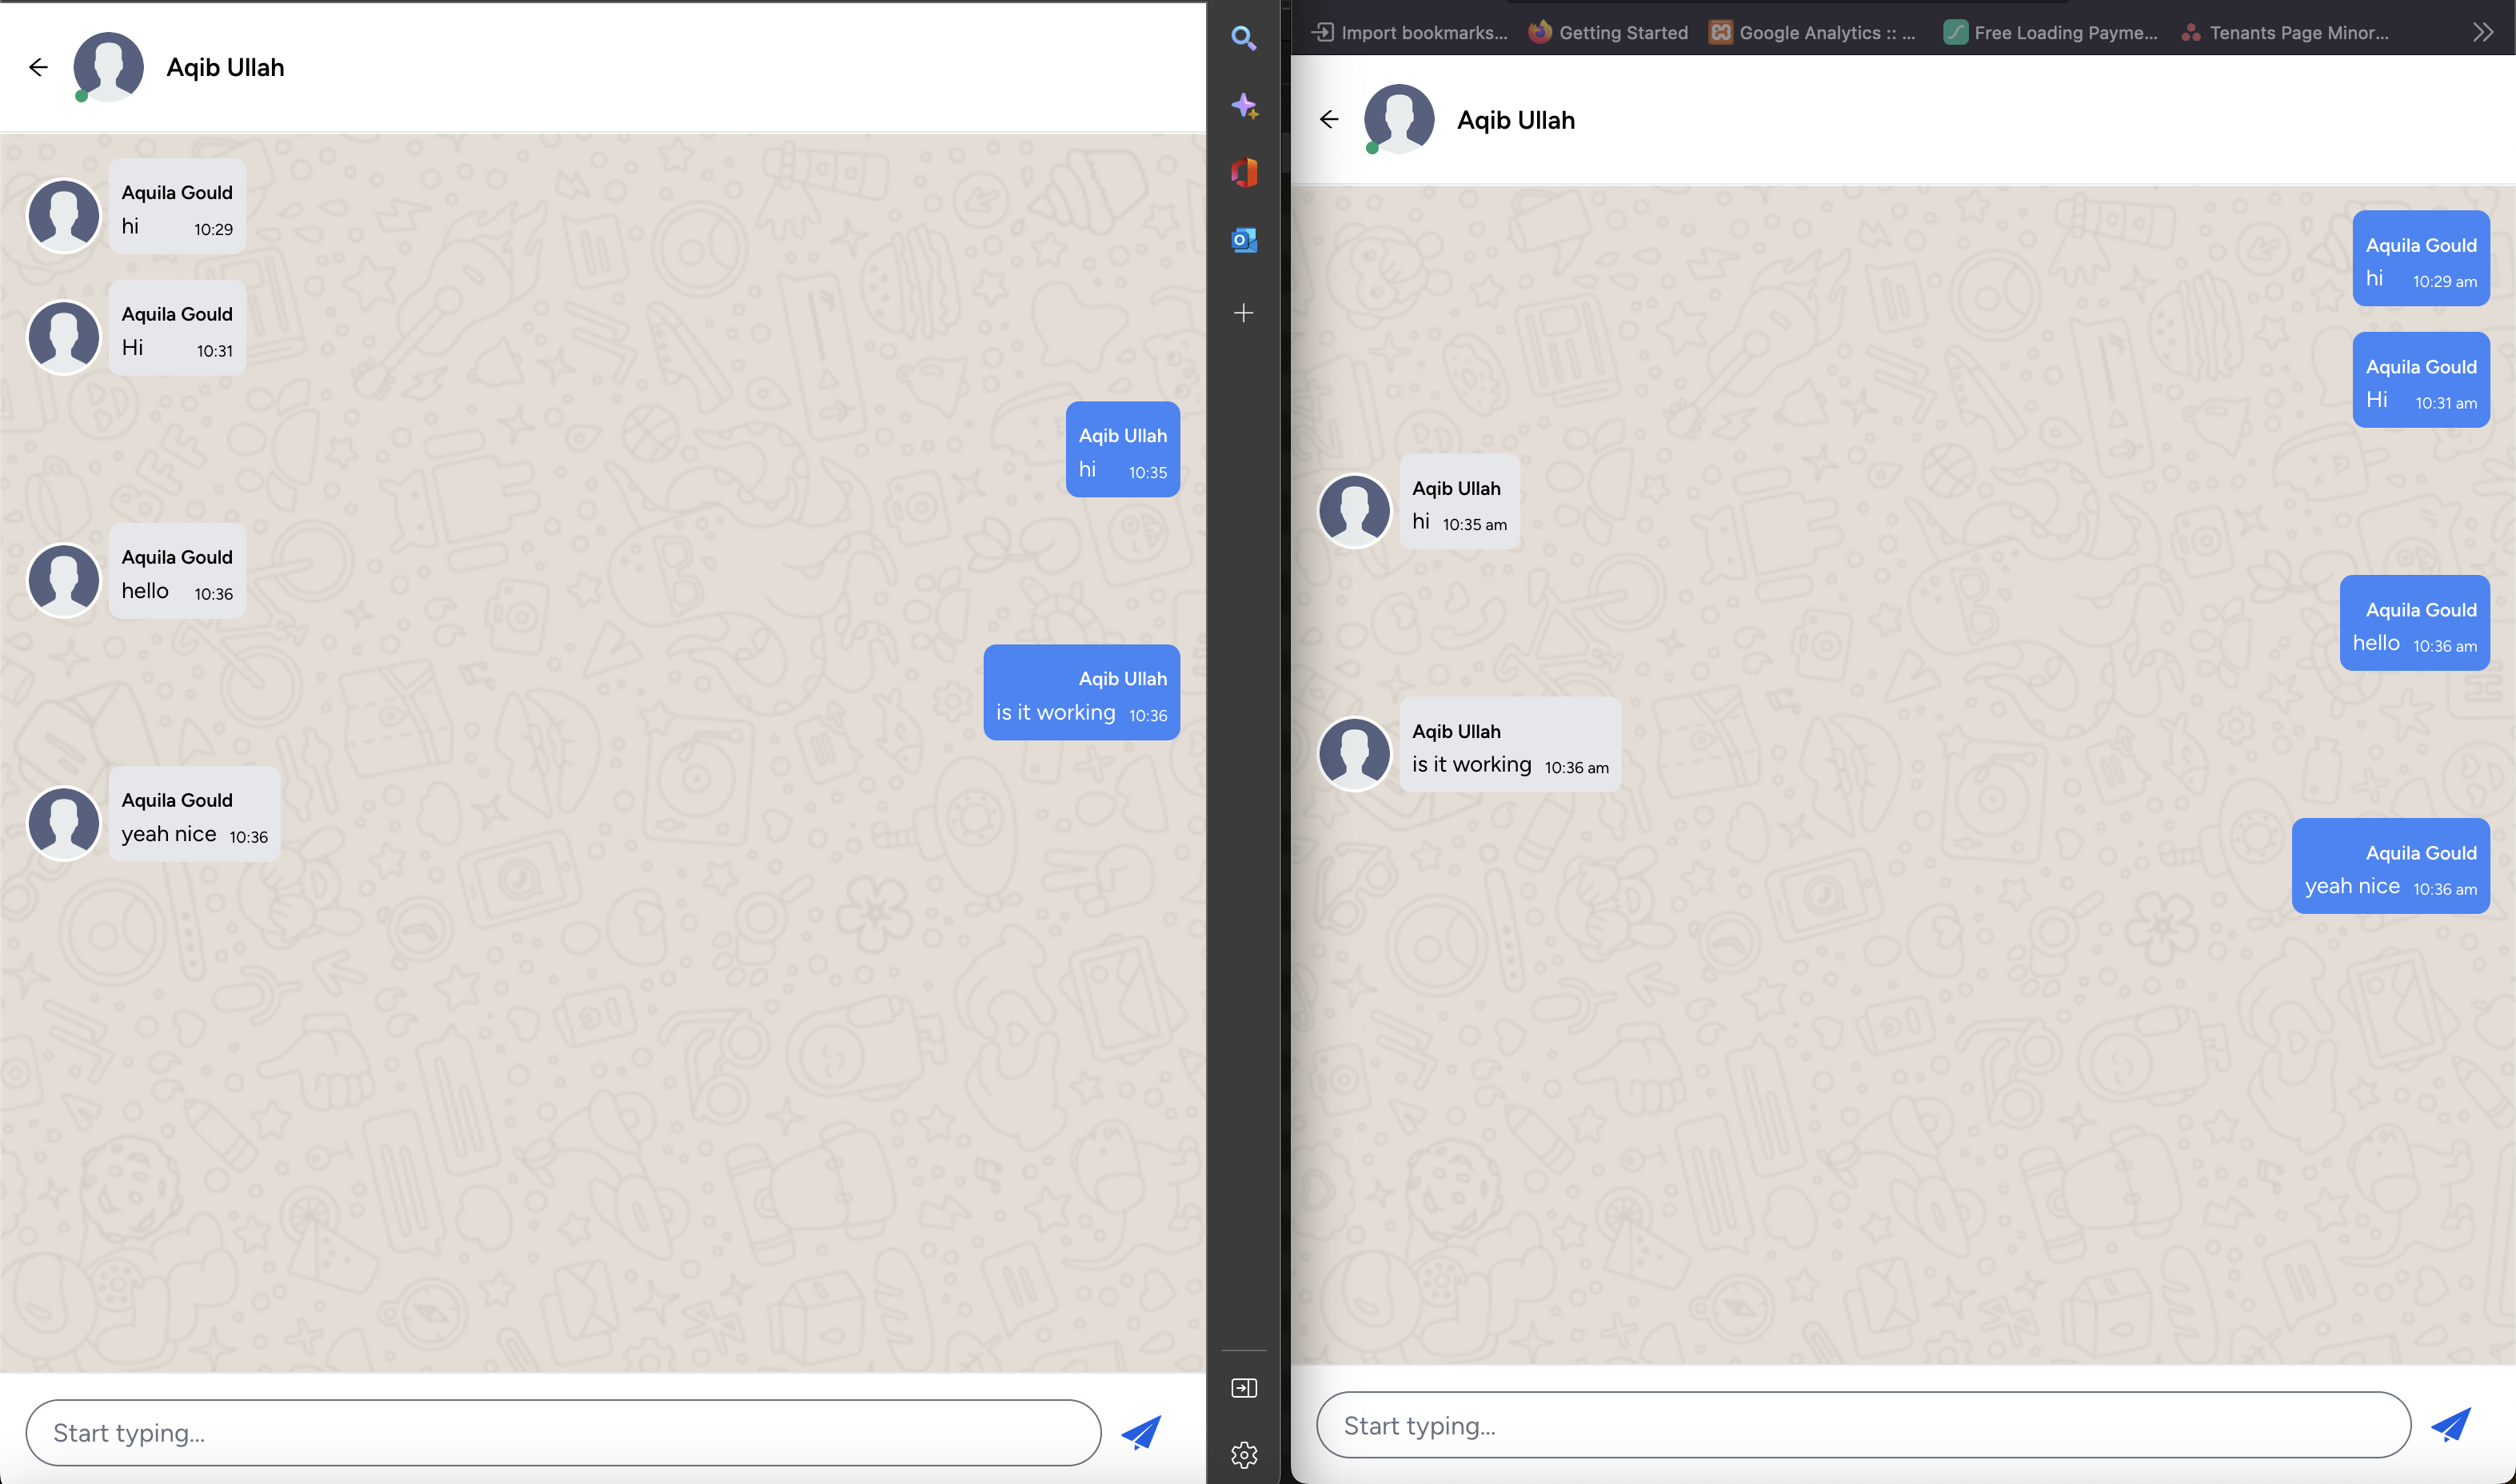 Aqib Ullah
Aquila Gould
hi 10:29
Aquila Gould
Hi 10:31
Aqib Ullah
hi 10:35
Aquila Gould
hello 10:36
Aqib Ullah
is it working 10:36
Aquila Gould
yeah nice 10:36
Start typing...
Import bookmarks... Getting Started Google Analytics :: ... Free Loading Payme... Tenants Page Minor...
Aqib Ullah
Aquila Gould
hi 10:29 am
Aquila Gould
Hi 10:31 am
Aqib Ullah
hi 10:35 am
Aquila Gould
hello 10:36 am
Aqib Ullah
is it working 10:36 am
Aquila Gould
yeah nice 10:36 am
Start typing...